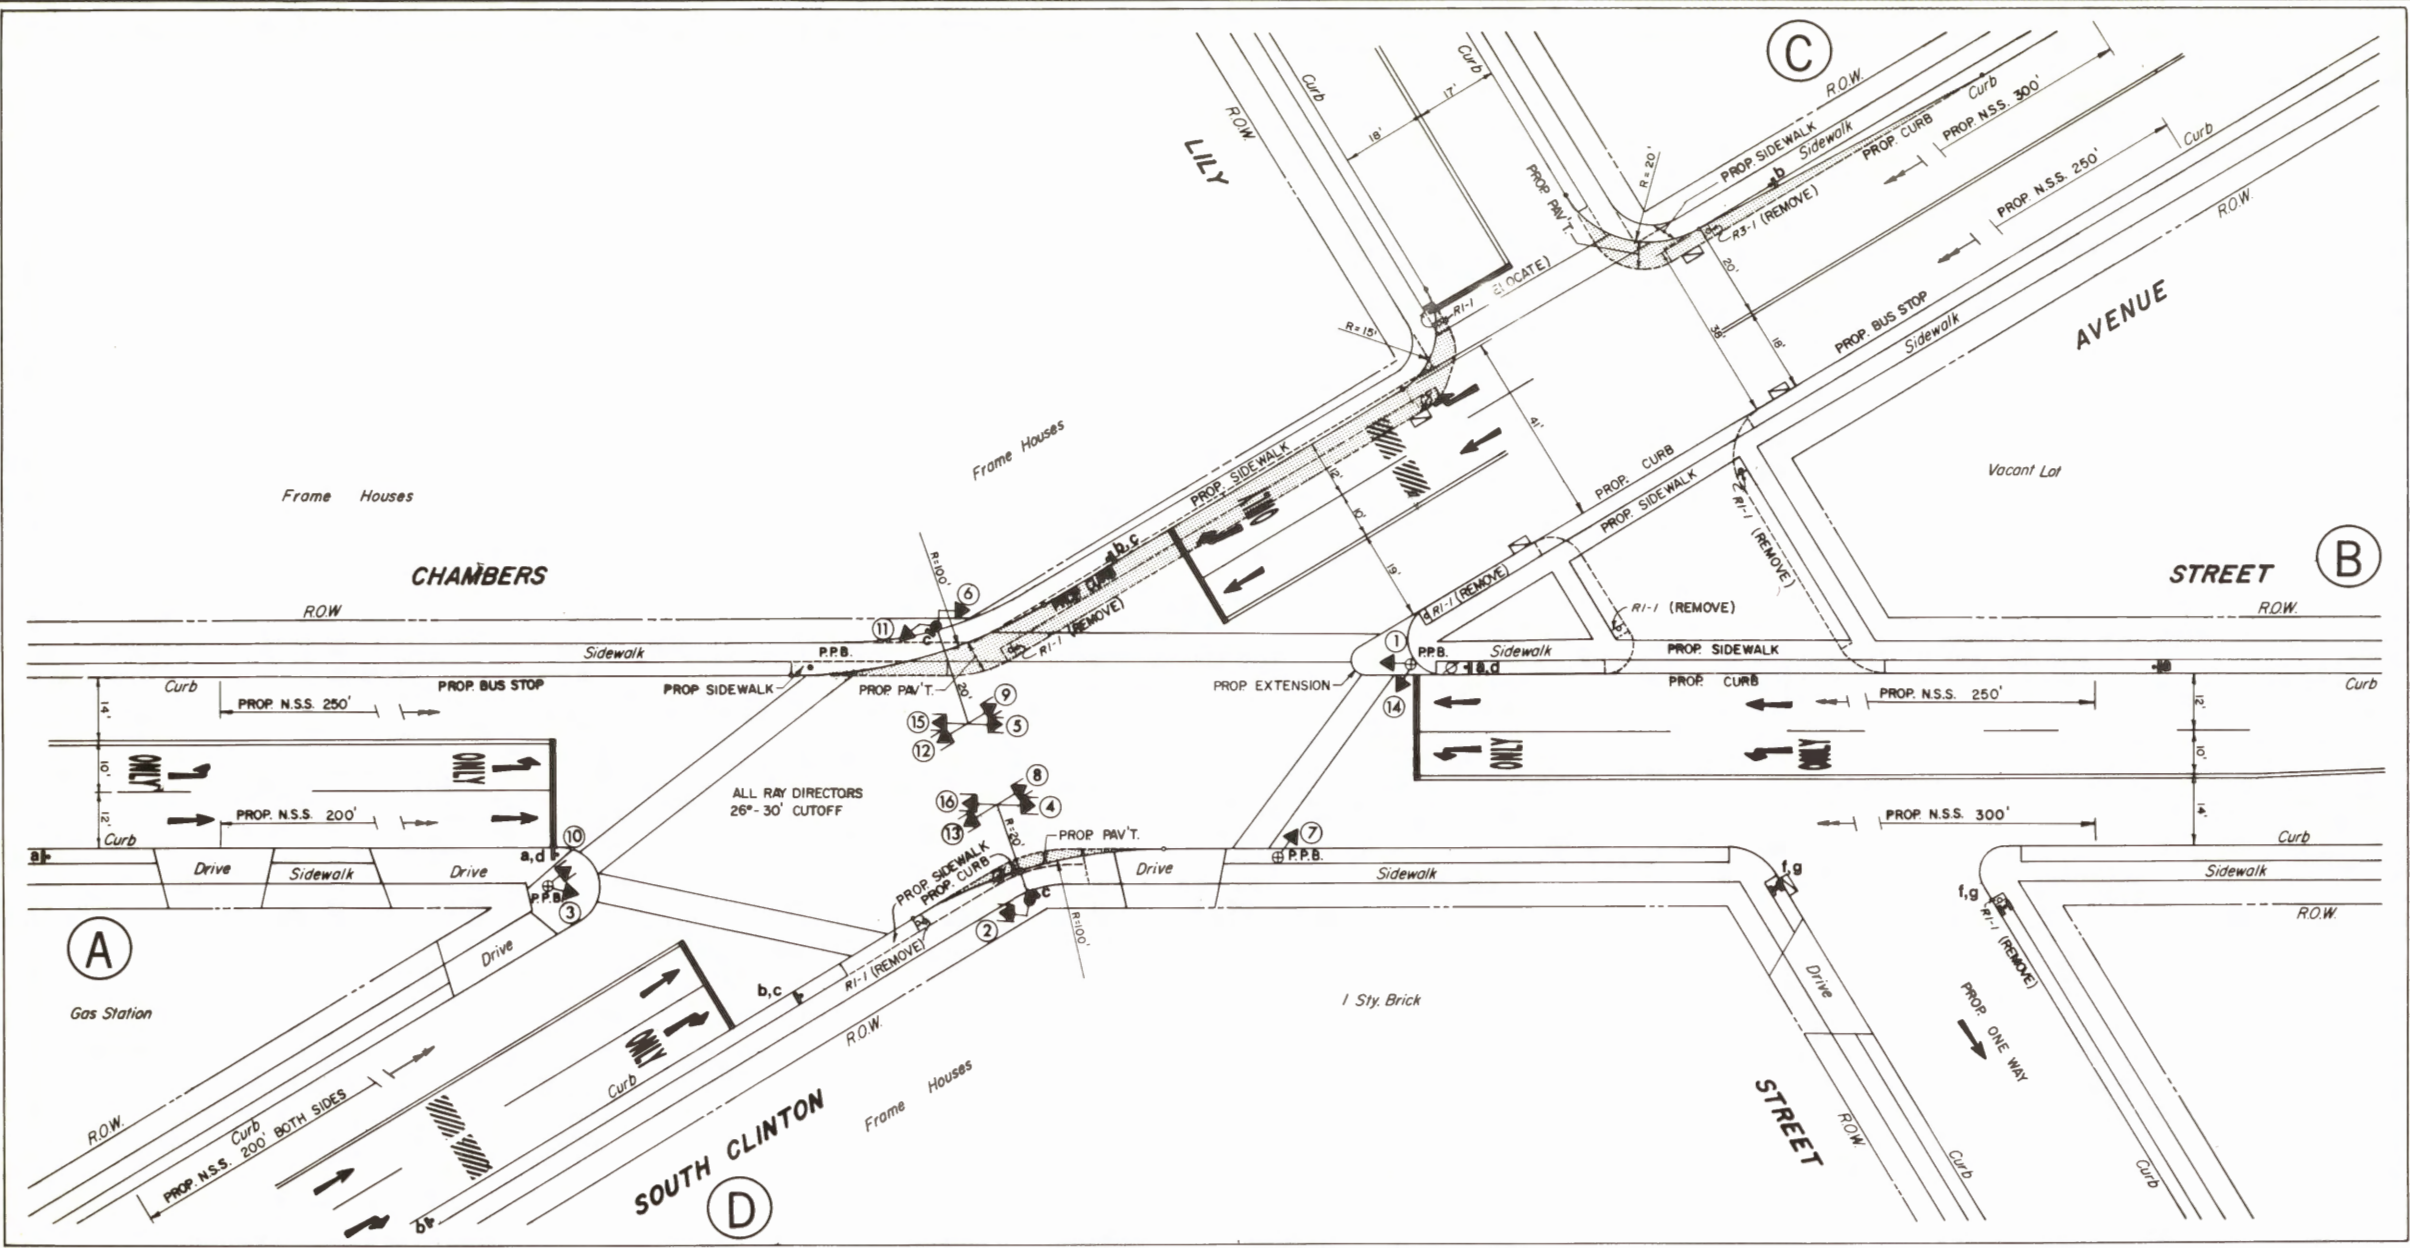 C
LILY
R.O.W.
Curb
18'
17'
Curb
PROP. PAV'T.
R=20'
R.O.W.
PROP. SIDEWALK
Sidewalk
b
PROP. CURB
Curb
PROP. N.S.S. 300'
R3-1 (REMOVE)
PROP. N.S.S. 250'
Curb
R.O.W.
20'
38'
18'
PROP. BUS STOP
Sidewalk
AVENUE
R=15'
R1-1
41'
Frame Houses
Frame Houses
PROP. SIDEWALK
ONLY
12'
10'
19'
PROP. CURB
PROP. SIDEWALK
R1-1 (REMOVE)
Vacant Lot
B
CHAMBERS
STREET
R.O.W.
R.O.W.
R=100'
b,c
PROP. CURB
6
11
c
R1-1 (REMOVE)
R1-1 (REMOVE)
R1-1 (REMOVE)
Sidewalk
P.P.B.
1
P.P.B.
Sidewalk
PROP. SIDEWALK
a,d
a
Curb
PROP. BUS STOP
PROP. SIDEWALK
PROP. PAV'T.
20'
PROP. EXTENSION
PROP. CURB
Curb
14'
PROP. N.S.S. 250'
9
15
5
12
14
PROP. N.S.S. 250'
12'
ONLY
ONLY
ONLY
ONLY
10'
10'
ALL RAY DIRECTORS
26°-30' CUTOFF
8
16
4
13
12'
PROP. N.S.S. 200'
PROP. N.S.S. 300'
14'
Curb
10
R=20'
PROP. PAV'T.
7
P.P.B.
Curb
a
a,d
Drive
Sidewalk
Drive
P.P.B.
3
PROP. SIDEWALK
PROP. CURB
c
2
Drive
Sidewalk
f,g
f,g
Sidewalk
R.O.W.
A
Gas Station
Drive
R1-1 (REMOVE)
R=100'
b,c
R.O.W.
1 Sty. Brick
Drive
R1-1 (REMOVE)
PROP. ONE WAY
ONLY
Curb
Frame Houses
R.O.W.
Curb
PROP. N.S.S. 200' BOTH SIDES
b
SOUTH CLINTON
D
STREET
R.O.W.
Curb
Curb